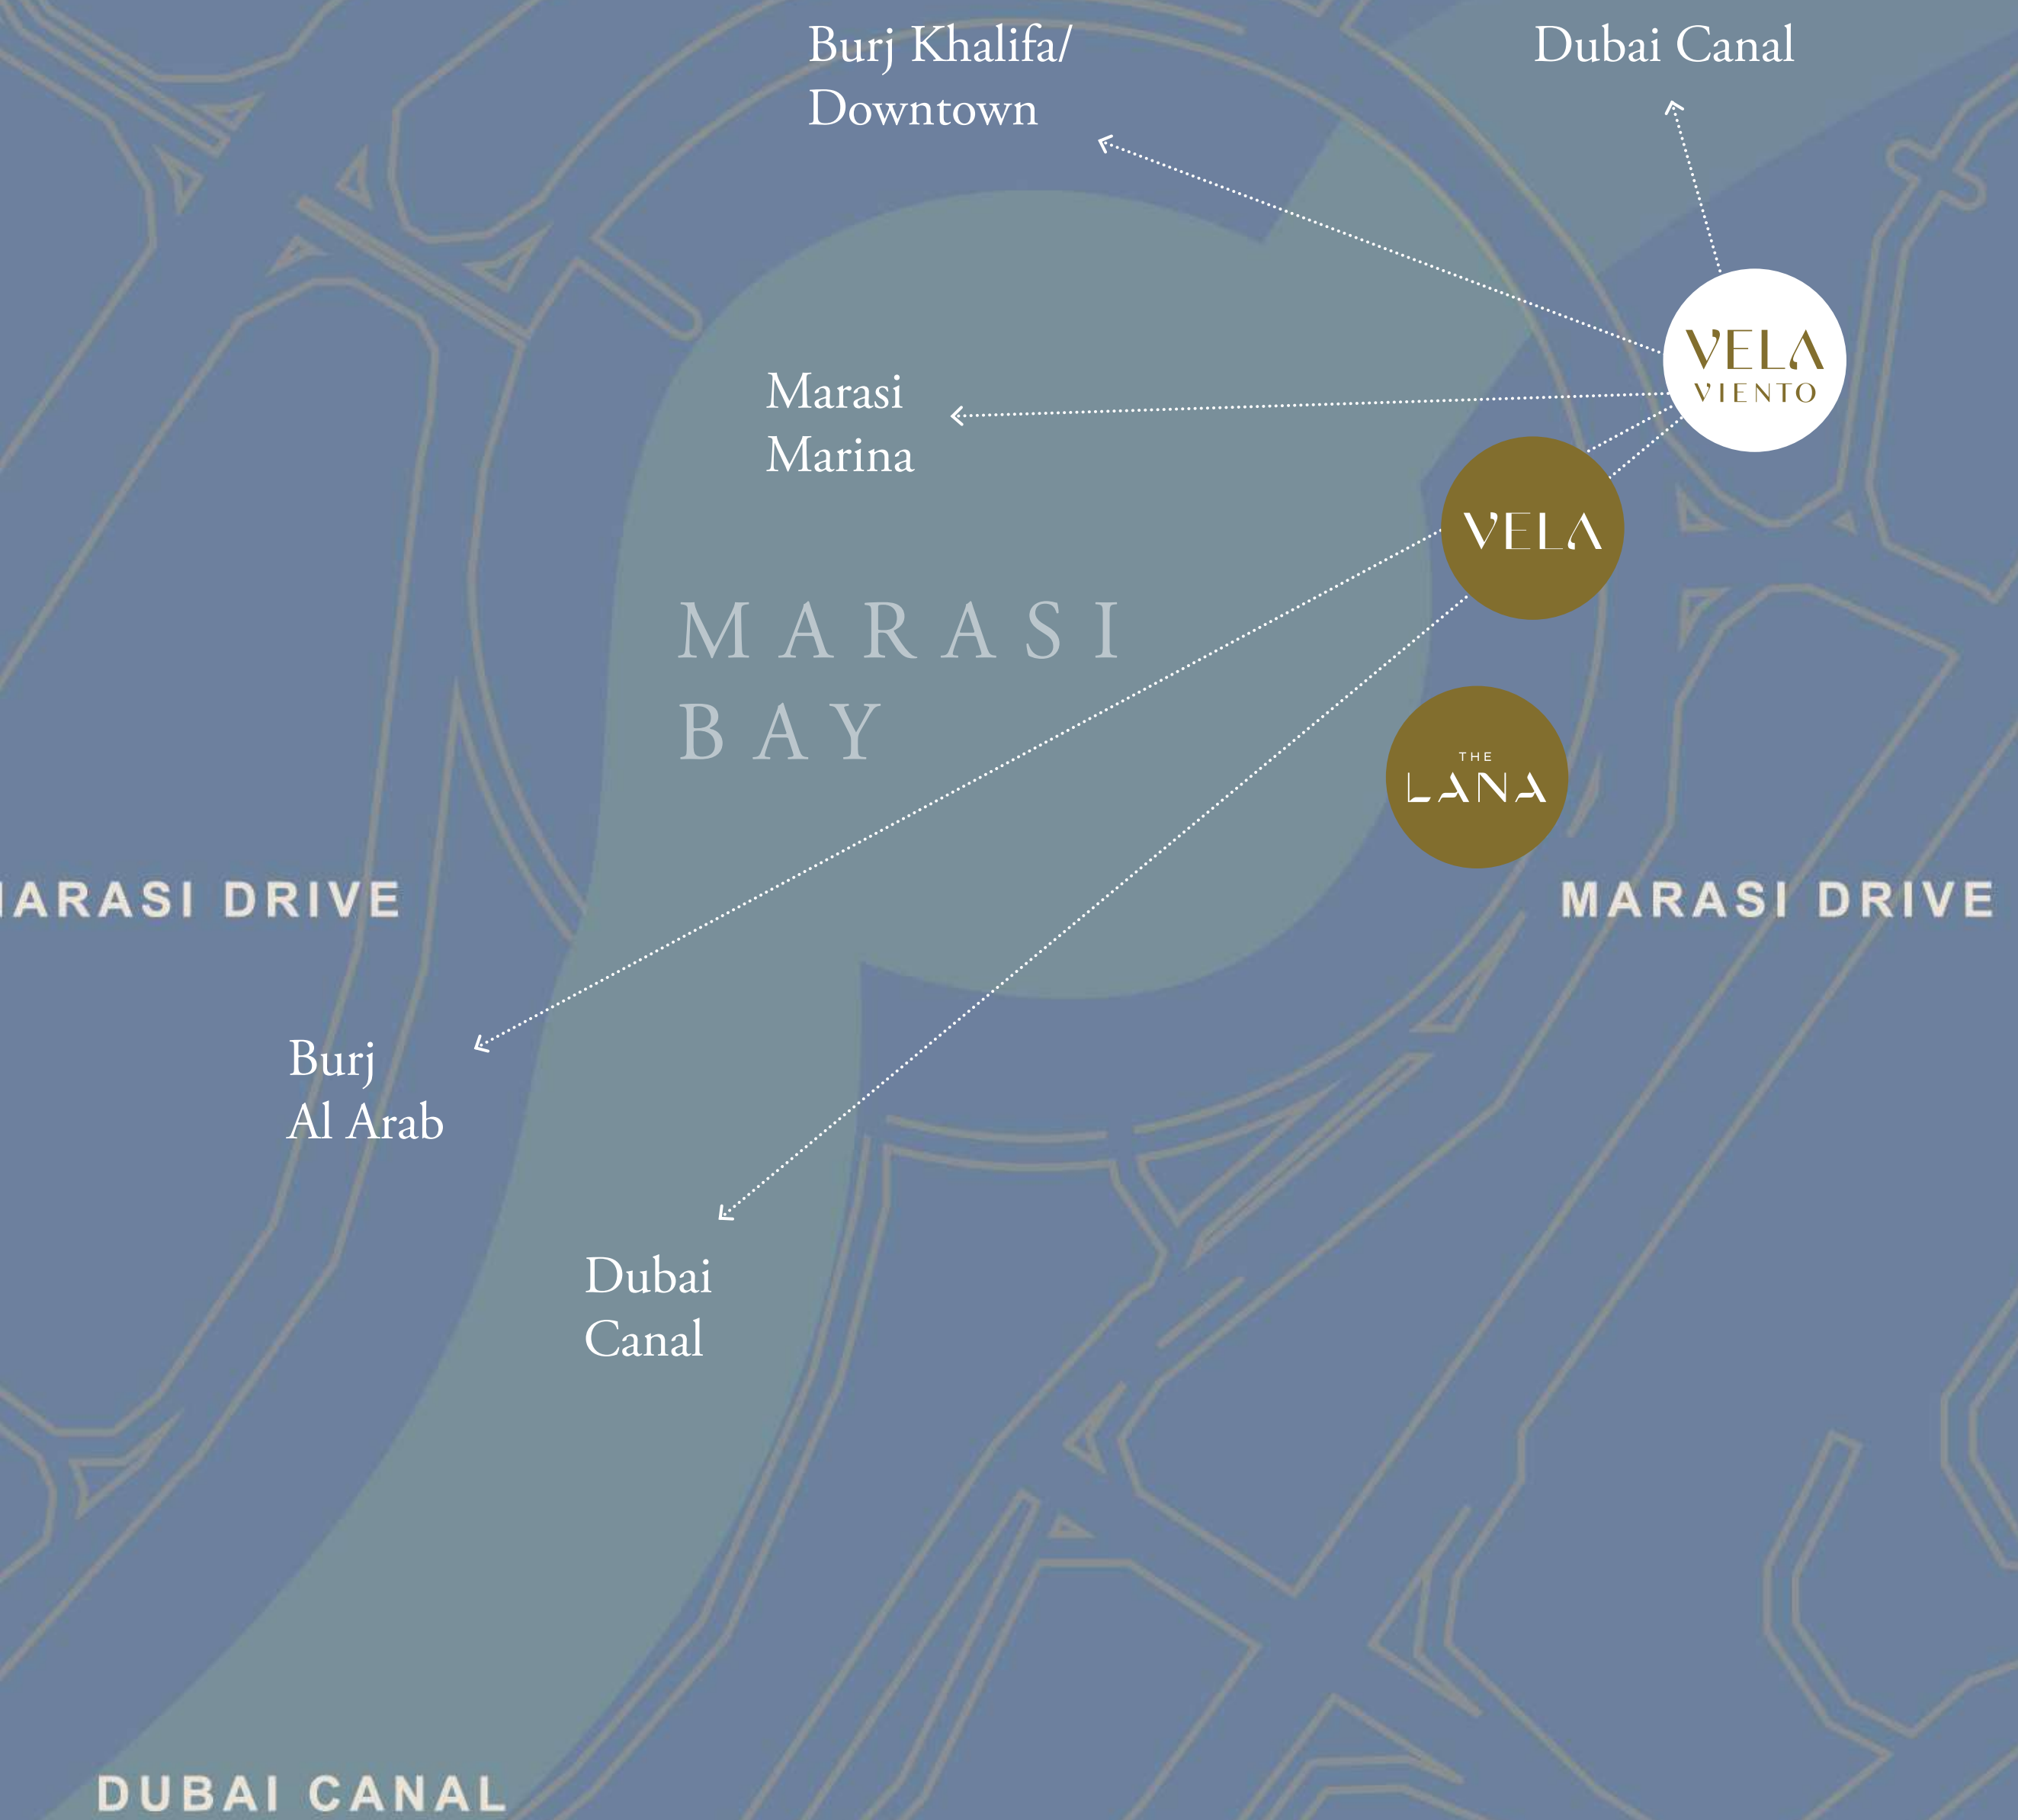 Burj Khalifa/
Downtown
Dubai Canal
VELA
VIENTO
Marasi
Marina
VELA
MARASI
BAY
THE
LANA
ARASI DRIVE
MARASI DRIVE
Burj
Al Arab
Dubai
Canal
DUBAI CANAL